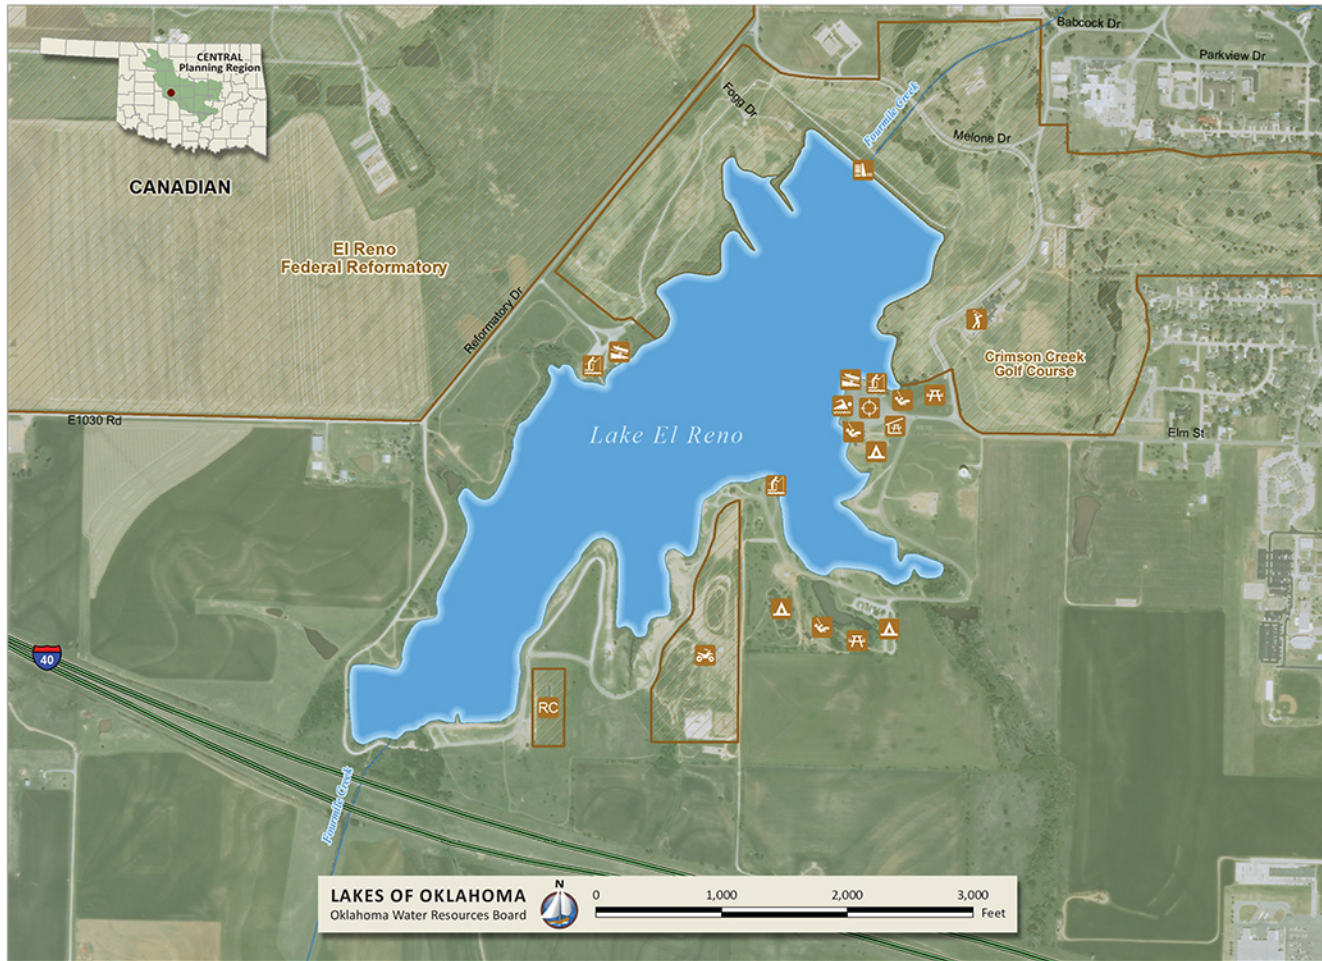 Babcock Dr
Parkview Dr
CENTRAL
Planning Region
Fogg Dr
Fourmile Creek
Melone Dr
CANADIAN
El Reno
Federal Reformatory
Reformatory Dr
Crimson Creek
Golf Course
E1030 Rd
Lake El Reno
Elm St
40
RC
Fourmile Creek
LAKES OF OKLAHOMA
Oklahoma Water Resources Board
N
0 1,000 2,000 3,000
Feet